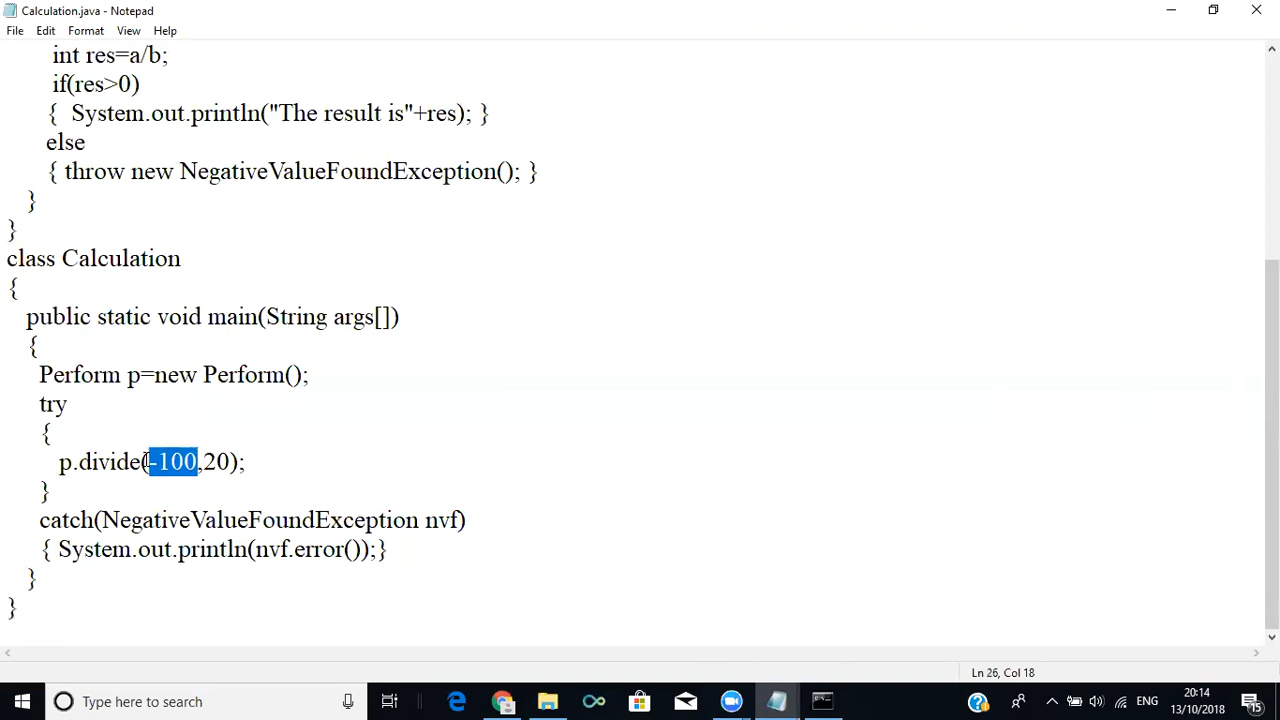 Calculation.java - Notepad
File Edit Format View Help
int res=a/b;
if(res>0)
{ System.out.println("The result is"+res); }
else
{ throw new NegativeValueFoundException(); }
}
}
class Calculation
{
public static void main(String args[])
{
Perform p=new Perform();
try
{
p.divide(-100,20);
}
catch(NegativeValueFoundException nvf)
{ System.out.println(nvf.error());}
}
}
Ln 26, Col 18
Type here to search
ENG
20:14
13/10/2018
15